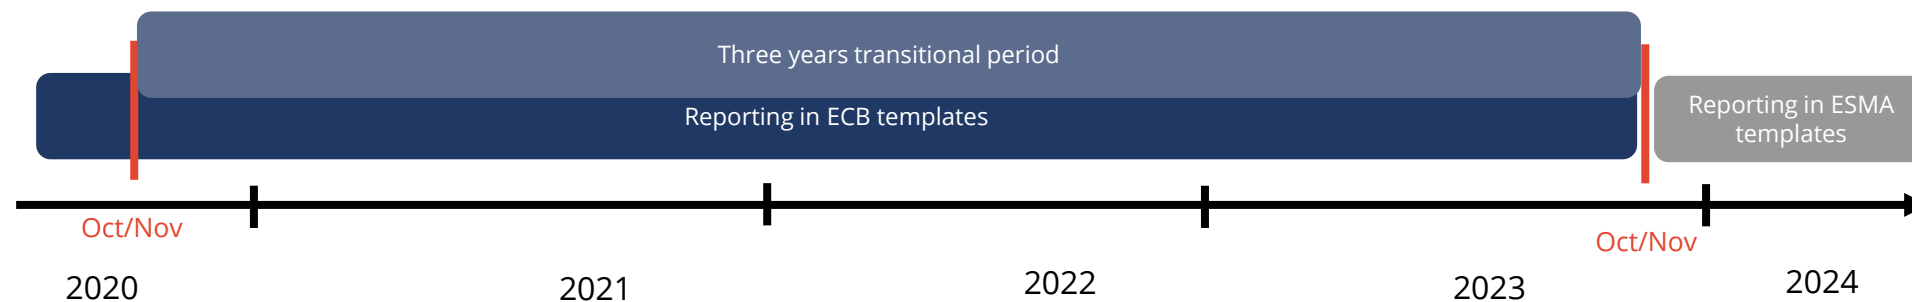 Three years transitional period
Reporting in ECB templates
Reporting in ESMA
templates
Oct/Nov
Oct/Nov
2020
2021
2022
2023
2024